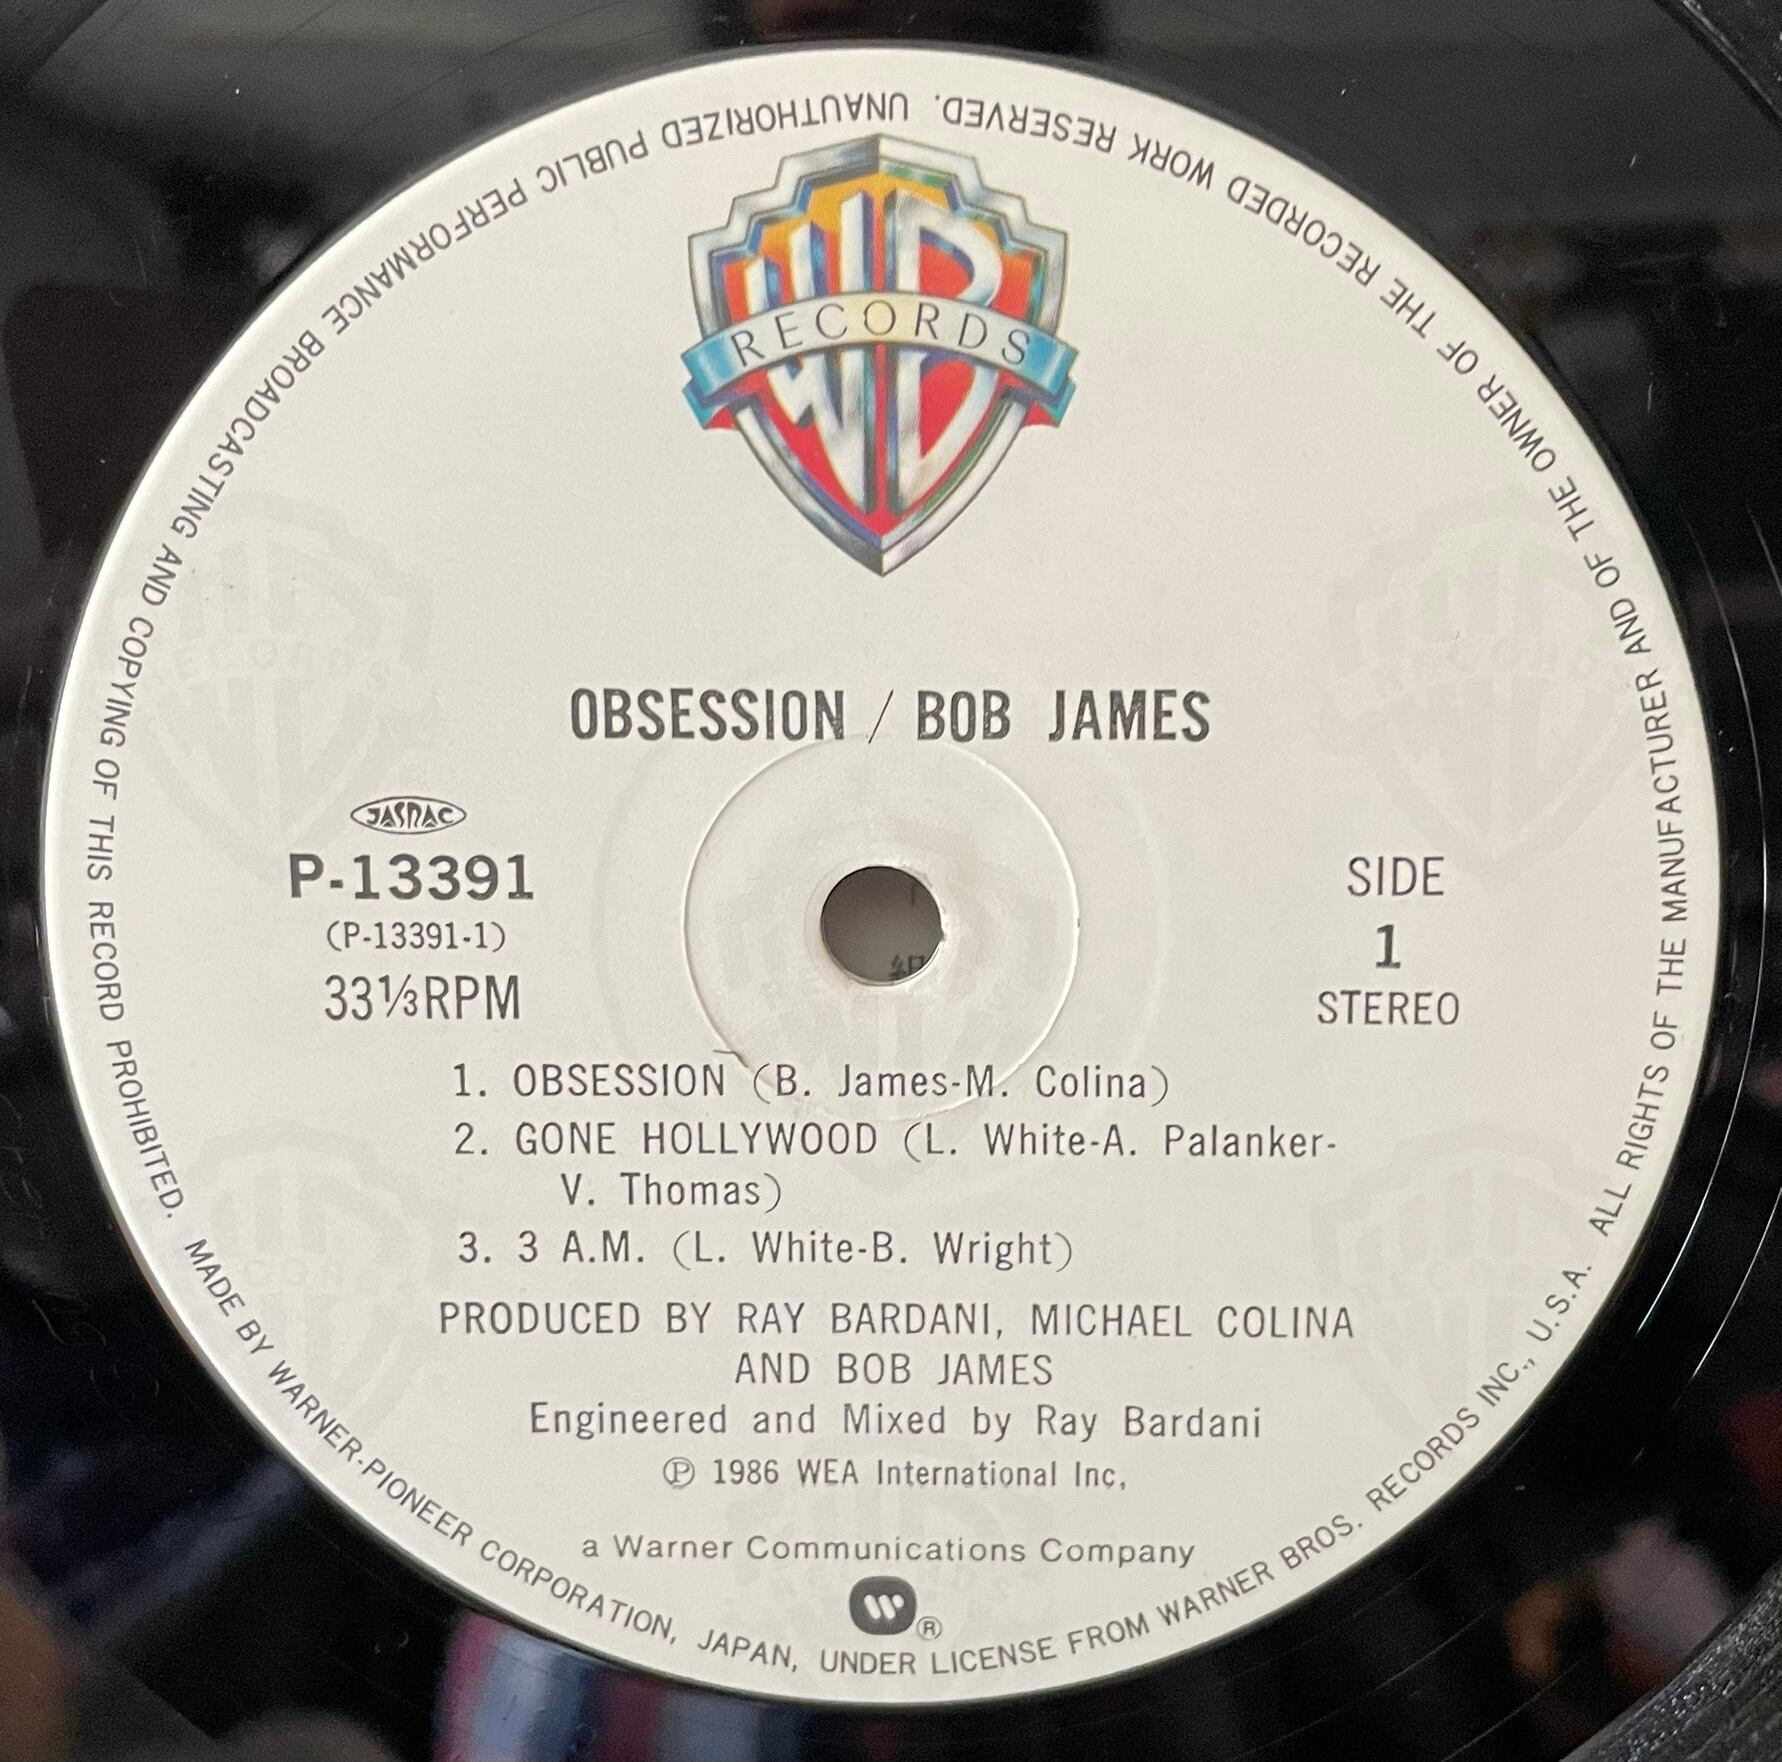 WB
RECORDS
OBSESSION / BOB JAMES
JASRAC
P-13391
(P-13391-1)
33⅓RPM
SIDE
1
STEREO
1. OBSESSION (B. James-M. Colina)
2. GONE HOLLYWOOD (L. White-A. Palanker-
V. Thomas)
3. 3 A.M. (L. White-B. Wright)
PRODUCED BY RAY BARDANI, MICHAEL COLINA
AND BOB JAMES
Engineered and Mixed by Ray Bardani
Ⓟ 1986 WEA International Inc.
a Warner Communications Company
®
MADE BY WARNER-PIONEER CORPORATION, JAPAN, UNDER LICENSE FROM WARNER BROS. RECORDS INC., U.S.A. ALL RIGHTS OF THE MANUFACTURER AND OF THE OWNER OF THE RECORDED WORK RESERVED. UNAUTHORIZED PUBLIC PERFORMANCE BROADCASTING AND COPYING OF THIS RECORD PROHIBITED.